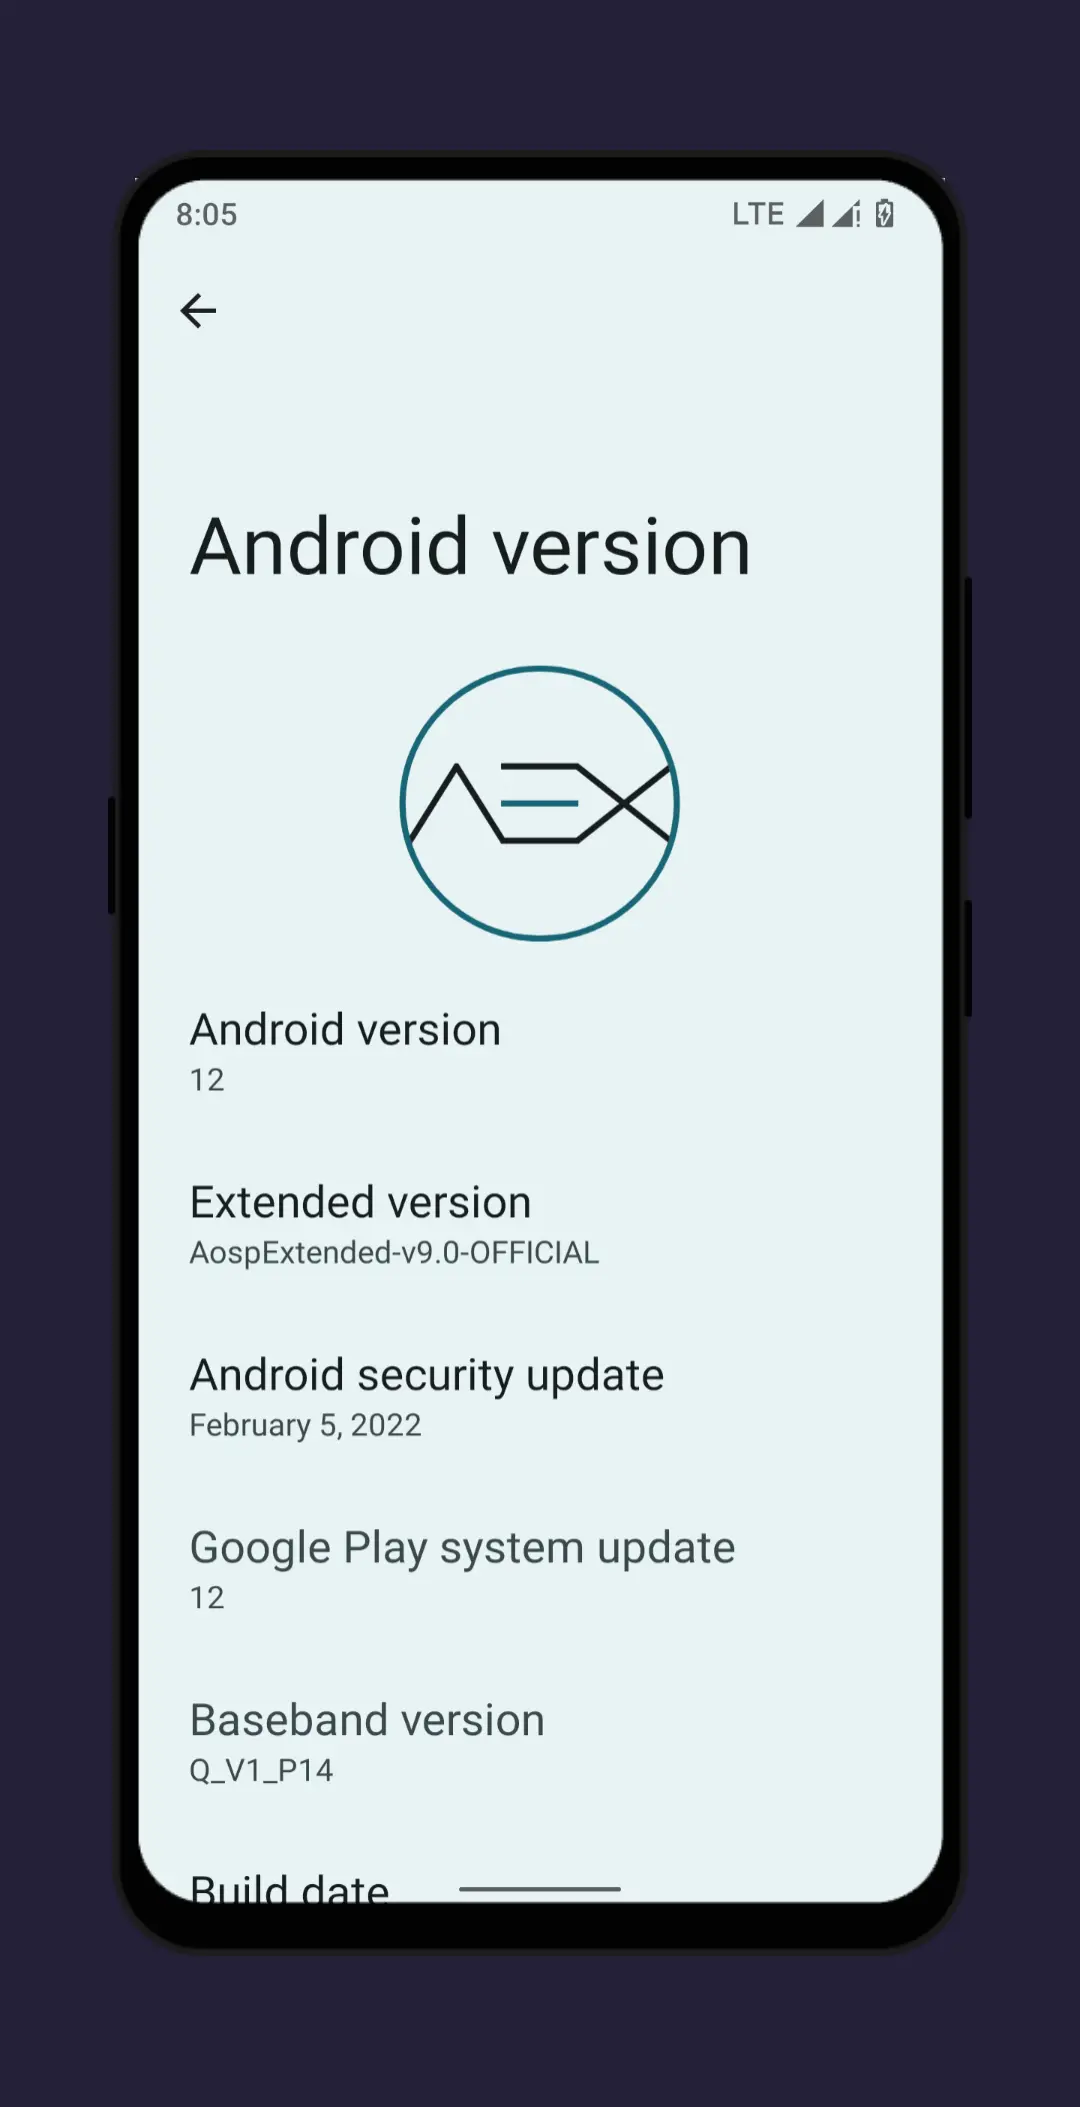 8:05
LTE
Android version
AEX
Android version
12
Extended version
AospExtended-v9.0-OFFICIAL
Android security update
February 5, 2022
Google Play system update
12
Baseband version
Q_V1_P14
Build date